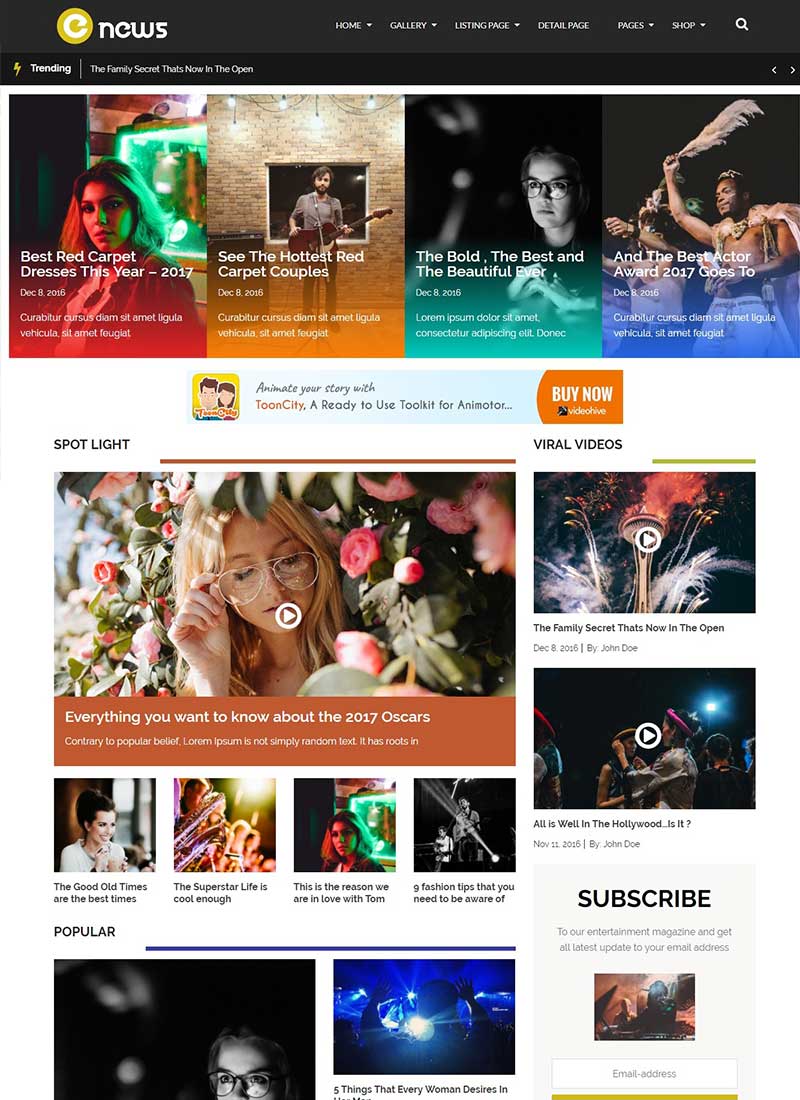 e news
HOME
GALLERY
LISTING PAGE
DETAIL PAGE
PAGES
SHOP
Trending
The Family Secret Thats Now In The Open
Best Red Carpet
Dresses This Year – 2017
Dec 8, 2016
Curabitur cursus diam sit amet ligula
vehicula, sit amet feugiat
See The Hottest Red
Carpet Couples
Dec 8, 2016
Curabitur cursus diam sit amet ligula
vehicula, sit amet feugiat
The Bold , The Best and
The Beautiful Ever
Dec 8, 2016
Lorem ipsum dolor sit amet,
consectetur adipiscing elit. Donec
And The Best Actor
Award 2017 Goes To
Dec 8, 2016
Curabitur cursus diam sit amet ligula
vehicula, sit amet feugiat
ToonCity
Animate your story with
ToonCity, A Ready to Use Toolkit for Animotor...
BUY NOW
videohive
SPOT LIGHT
Everything you want to know about the 2017 Oscars
Contrary to popular belief, Lorem Ipsum is not simply random text. It has roots in
The Good Old Times
are the best times
The Superstar Life is
cool enough
This is the reason we
are in love with Tom
9 fashion tips that you
need to be aware of
POPULAR
5 Things That Every Woman Desires In
Her Man
VIRAL VIDEOS
The Family Secret Thats Now In The Open
Dec 8, 2016 | By: John Doe
All is Well In The Hollywood...Is It ?
Nov 11, 2016 | By: John Doe
SUBSCRIBE
To our entertainment magazine and get
all latest update to your email address
Email-address